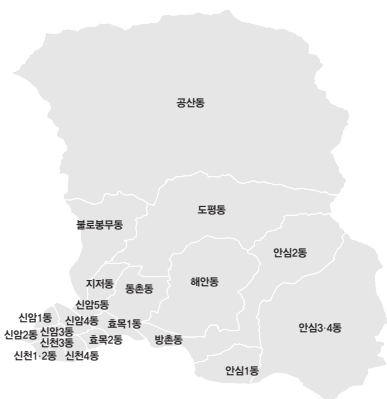 공산동
도평동
불로봉무동
안심2동
지저동
동촌동
해안동
신암5동
신암1동
신암4동
효목1동
안심3·4동
신암2동
신암3동
신천3동
효목2동
방촌동
신천1·2동
신천4동
안심1동